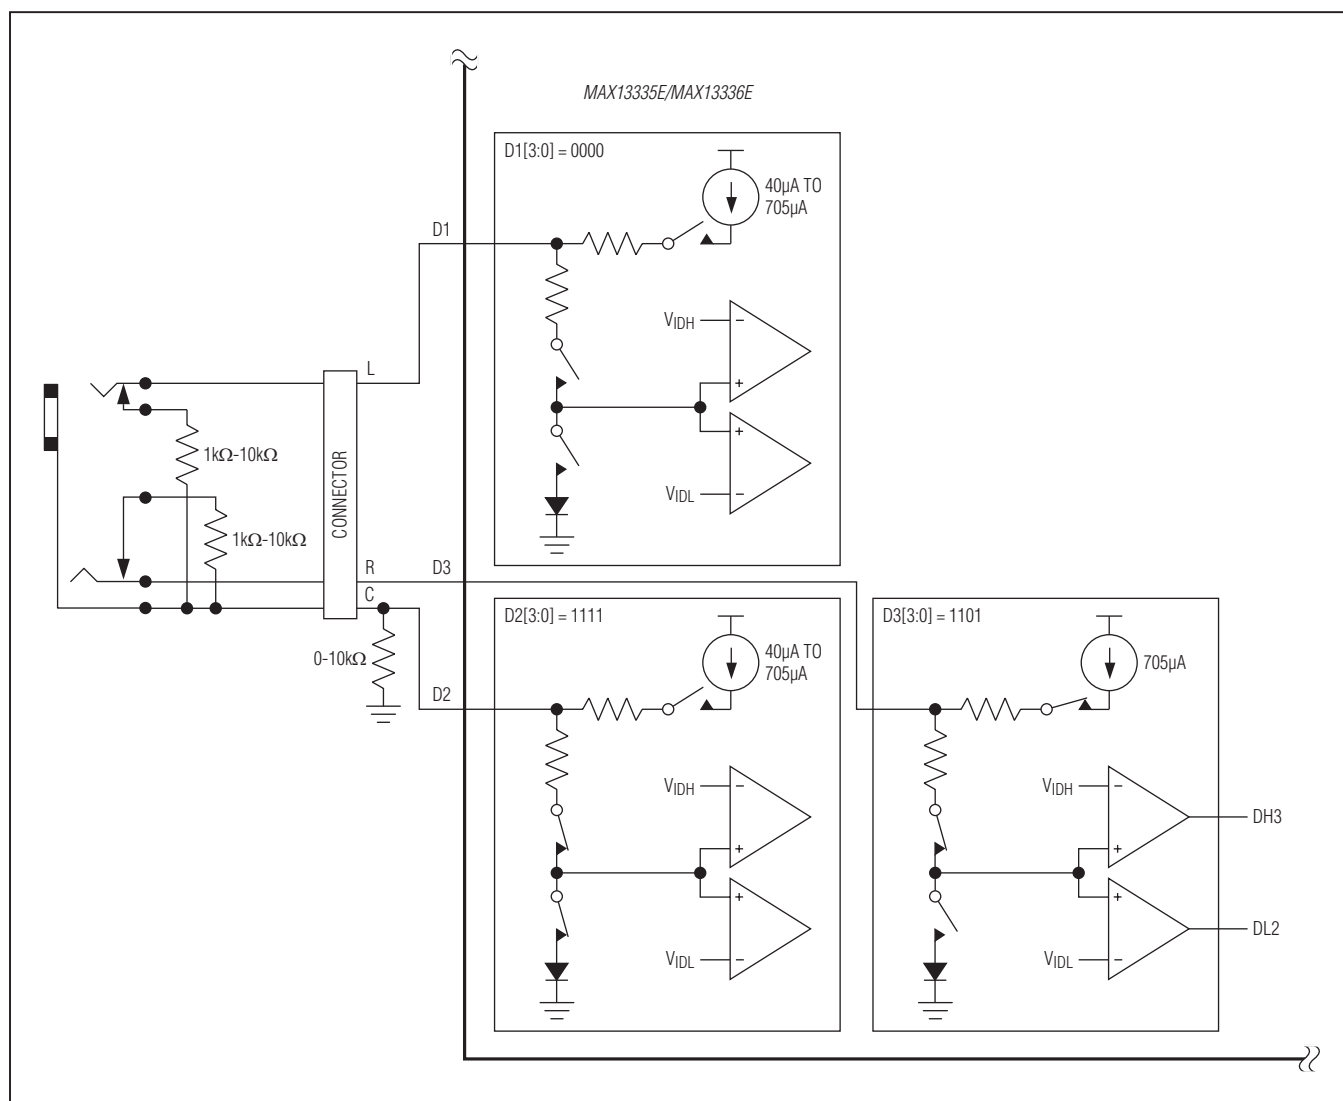 MAX13335E/MAX13336E
D1[3:0] = 0000
40µA TO
705µA
D1
VIDH
−
+
+
VIDL
−
L
1kΩ-10kΩ
CONNECTOR
1kΩ-10kΩ
R
D3
C
0-10kΩ
D2
D2[3:0] = 1111
40µA TO
705µA
VIDH
−
+
+
VIDL
−
D3[3:0] = 1101
705µA
VIDH
−
+
DH3
+
DL2
VIDL
−